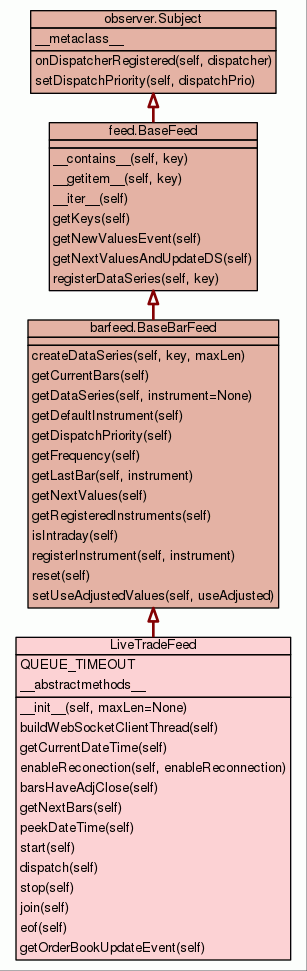 observer.Subject
__metaclass__
onDispatcherRegistered(self, dispatcher)
setDispatchPriority(self, dispatchPrio)
feed.BaseFeed
__contains__(self, key)
__getitem__(self, key)
__iter__(self)
getKeys(self)
getNewValuesEvent(self)
getNextValuesAndUpdateDS(self)
registerDataSeries(self, key)
barfeed.BaseBarFeed
createDataSeries(self, key, maxLen)
getCurrentBars(self)
getDataSeries(self, instrument=None)
getDefaultInstrument(self)
getDispatchPriority(self)
getFrequency(self)
getLastBar(self, instrument)
getNextValues(self)
getRegisteredInstruments(self)
isIntraday(self)
registerInstrument(self, instrument)
reset(self)
setUseAdjustedValues(self, useAdjusted)
LiveTradeFeed
QUEUE_TIMEOUT
__abstractmethods__
__init__(self, maxLen=None)
buildWebSocketClientThread(self)
getCurrentDateTime(self)
enableReconection(self, enableReconnection)
barsHaveAdjClose(self)
getNextBars(self)
peekDateTime(self)
start(self)
dispatch(self)
stop(self)
join(self)
eof(self)
getOrderBookUpdateEvent(self)